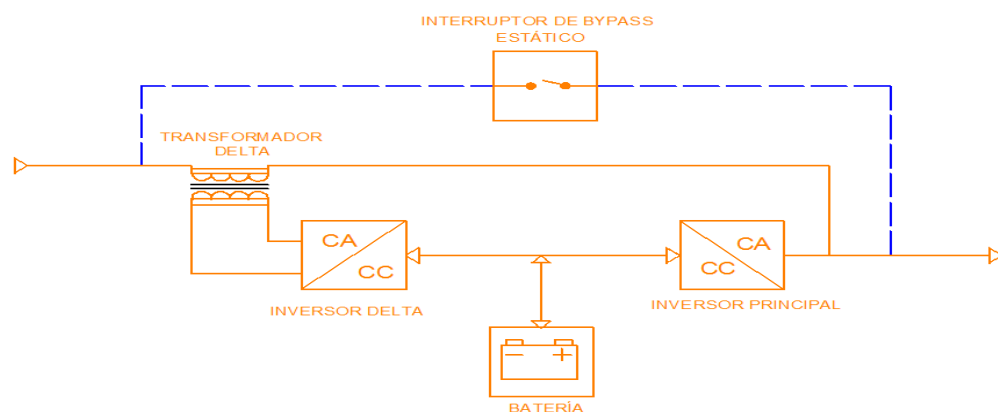 INTERRUPTOR DE BYPASS
ESTÁTICO
TRANSFORMADOR
DELTA
CA
CC
CA
CC
INVERSOR DELTA
INVERSOR PRINCIPAL
BATERÍA